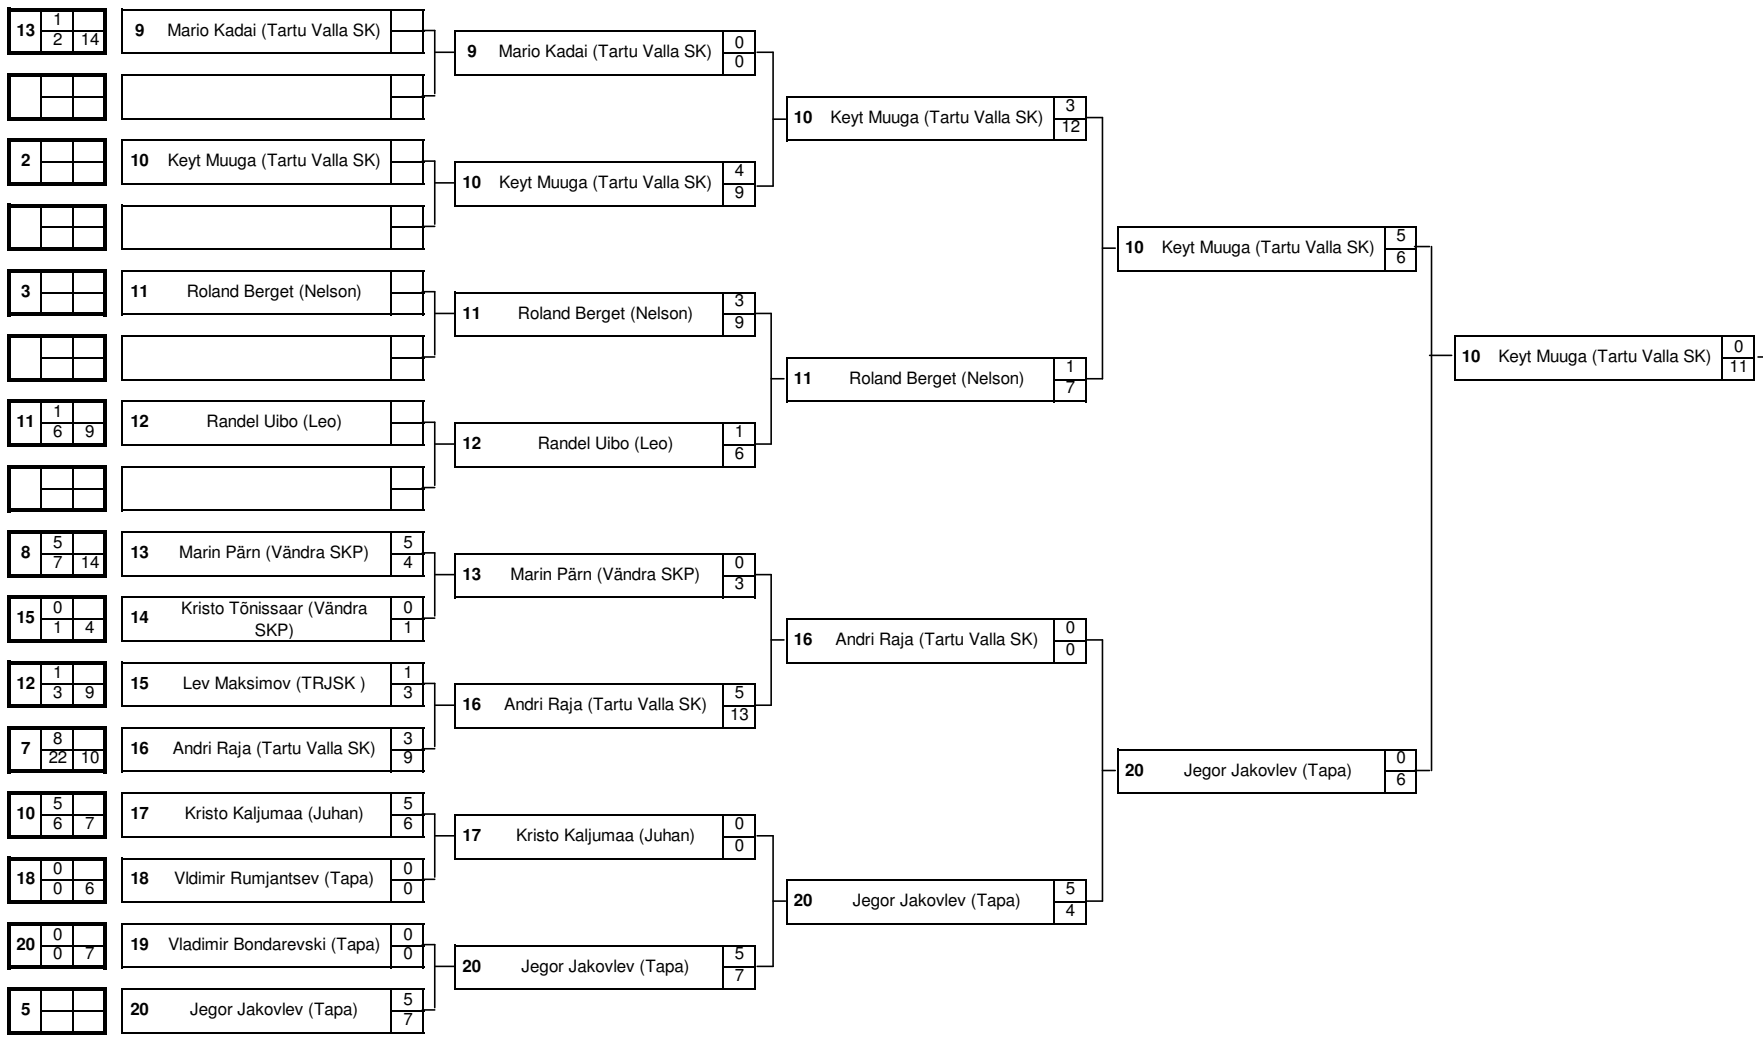 13 1 2 14 9 Mario Kadai (Tartu Valla SK)
9 Mario Kadai (Tartu Valla SK) 0 0
10 Keyt Muuga (Tartu Valla SK) 3 12
2 10 Keyt Muuga (Tartu Valla SK)
10 Keyt Muuga (Tartu Valla SK) 4 9
10 Keyt Muuga (Tartu Valla SK) 5 6
3 11 Roland Berget (Nelson)
11 Roland Berget (Nelson) 3 9
10 Keyt Muuga (Tartu Valla SK) 0 11
11 Roland Berget (Nelson) 1 7
11 1 6 9 12 Randel Uibo (Leo)
12 Randel Uibo (Leo) 1 6
8 5 7 14 13 Marin Pärn (Vändra SKP) 5 4
13 Marin Pärn (Vändra SKP) 0 3
15 0 1 4 14 Kristo Tõnissaar (Vändra
SKP) 0 1
16 Andri Raja (Tartu Valla SK) 0 0
12 1 3 9 15 Lev Maksimov (TRJSK ) 1 3
16 Andri Raja (Tartu Valla SK) 5 13
7 8 22 10 16 Andri Raja (Tartu Valla SK) 3 9
20 Jegor Jakovlev (Tapa) 0 6
10 5 6 7 17 Kristo Kaljumaa (Juhan) 5 6
17 Kristo Kaljumaa (Juhan) 0 0
18 0 0 6 18 Vldimir Rumjantsev (Tapa) 0 0
20 Jegor Jakovlev (Tapa) 5 4
20 0 0 7 19 Vladimir Bondarevski (Tapa) 0 0
20 Jegor Jakovlev (Tapa) 5 7
5 20 Jegor Jakovlev (Tapa) 5 7